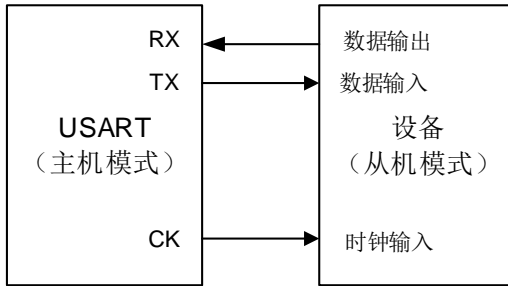 RX
数据输出
TX
数据输入
USART
（主机模式）
设备
（从机模式）
CK
时钟输入